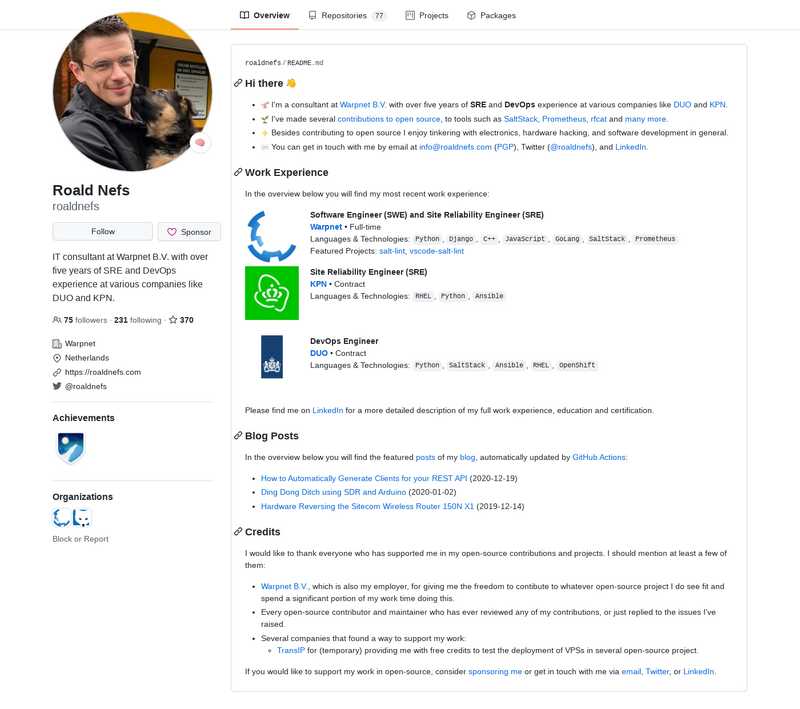 Overview
Repositories 77
Projects
Packages
Roald Nefs
roaldnefs
Follow
Sponsor
IT consultant at Warpnet B.V. with over
five years of SRE and DevOps
experience at various companies like
DUO and KPN.
75 followers · 231 following · 370
Warpnet
Netherlands
https://roaldnefs.com
@roaldnefs
Achievements
Organizations
Block or Report
roaldnefs / README.md
Hi there
I'm a consultant at Warpnet B.V. with over five years of SRE and DevOps experience at various companies like DUO and KPN.
I've made several contributions to open source, to tools such as SaltStack, Prometheus, rfcat and many more.
Besides contributing to open source I enjoy tinkering with electronics, hardware hacking, and software development in general.
You can get in touch with me by email at info@roaldnefs.com (PGP), Twitter (@roaldnefs), and LinkedIn.
Work Experience
In the overview below you will find my most recent work experience:
Software Engineer (SWE) and Site Reliability Engineer (SRE)
Warpnet • Full-time
Languages & Technologies: Python, Django, C++, JavaScript, GoLang, SaltStack, Prometheus
Featured Projects: salt-lint, vscode-salt-lint
Site Reliability Engineer (SRE)
KPN • Contract
Languages & Technologies: RHEL, Python, Ansible
DevOps Engineer
DUO • Contract
Languages & Technologies: Python, SaltStack, Ansible, RHEL, OpenShift
Please find me on LinkedIn for a more detailed description of my full work experience, education and certification.
Blog Posts
In the overview below you will find the featured posts of my blog, automatically updated by GitHub Actions:
How to Automatically Generate Clients for your REST API (2020-12-19)
Ding Dong Ditch using SDR and Arduino (2020-01-02)
Hardware Reversing the Sitecom Wireless Router 150N X1 (2019-12-14)
Credits
I would like to thank everyone who has supported me in my open-source contributions and projects. I should mention at least a few of
them:
Warpnet B.V., which is also my employer, for giving me the freedom to contibute to whatever open-source project I do see fit and
spend a significant portion of my work time doing this.
Every open-source contributor and maintainer who has ever reviewed any of my contributions, or just replied to the issues I've
raised.
Several companies that found a way to support my work:
TransIP for (temporary) providing me with free credits to test the deployment of VPSs in several open-source project.
If you would like to support my work in open-source, consider sponsoring me or get in touch with me via email, Twitter, or LinkedIn.